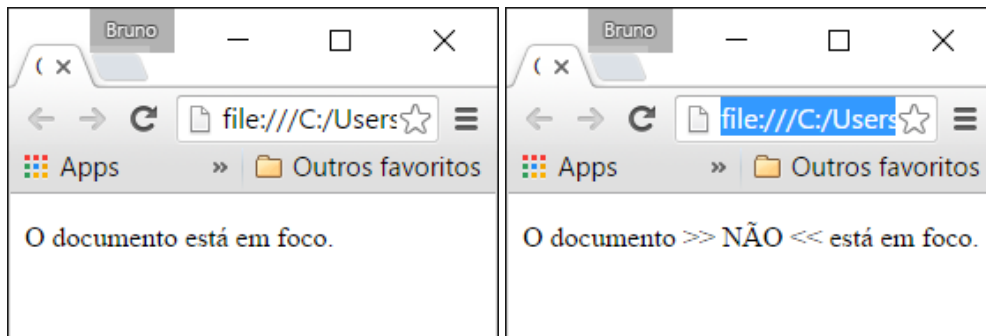 Bruno
(
file:///C:/Users
Apps » Outros favoritos
O documento está em foco.
Bruno
(
file:///C:/Users
Apps » Outros favoritos
O documento >> NÃO << está em foco.